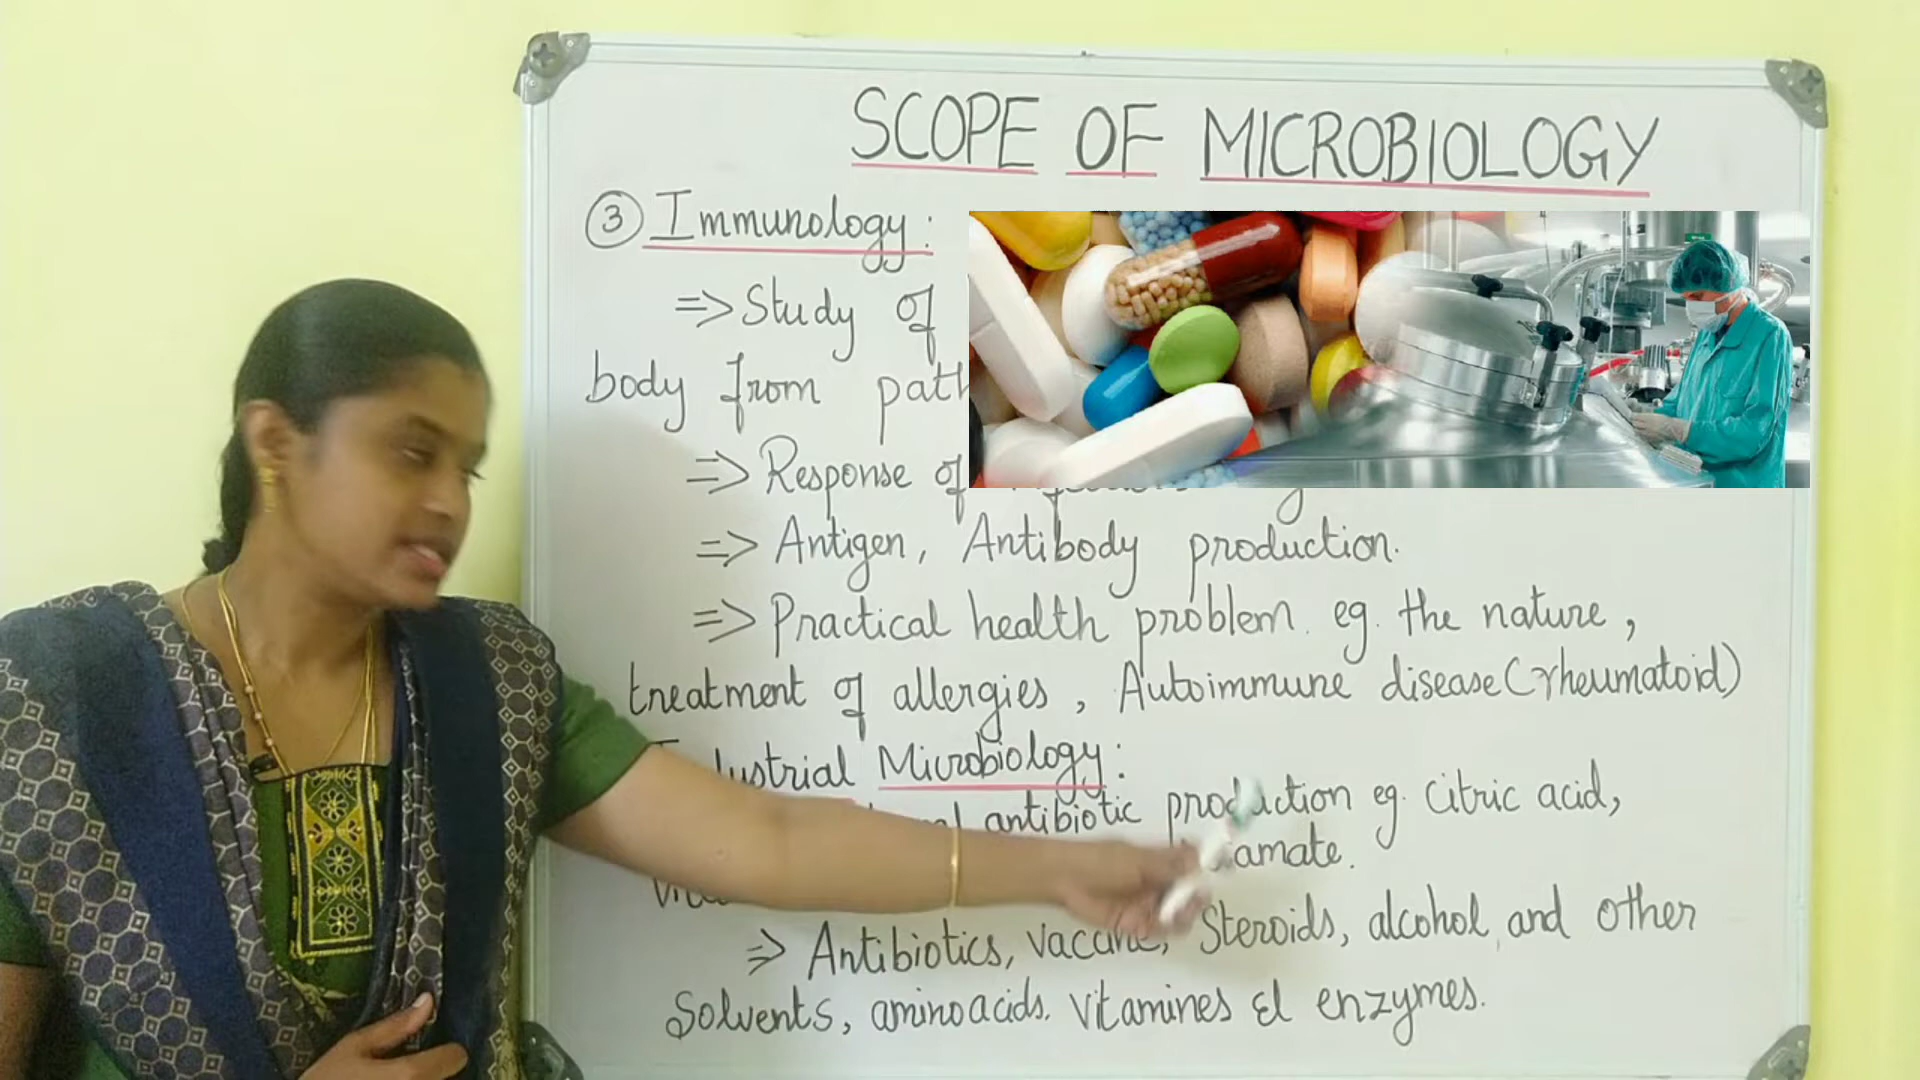 SCOPE OF MICROBIOLOGY
③ Immunology:
=> Study of
body from
=> Response of
=> Antigen, Antibody production.
=> Practical health problem. eg. the nature,
treatment of allergies, Autoimmune disease (rheumatoid)
Microbiology:
antibiotic production eg. citric acid,
=> Antibiotics, vaccine, Steroids, alcohol, and other
Solvents, aminoacids. vitamines & enzymes.